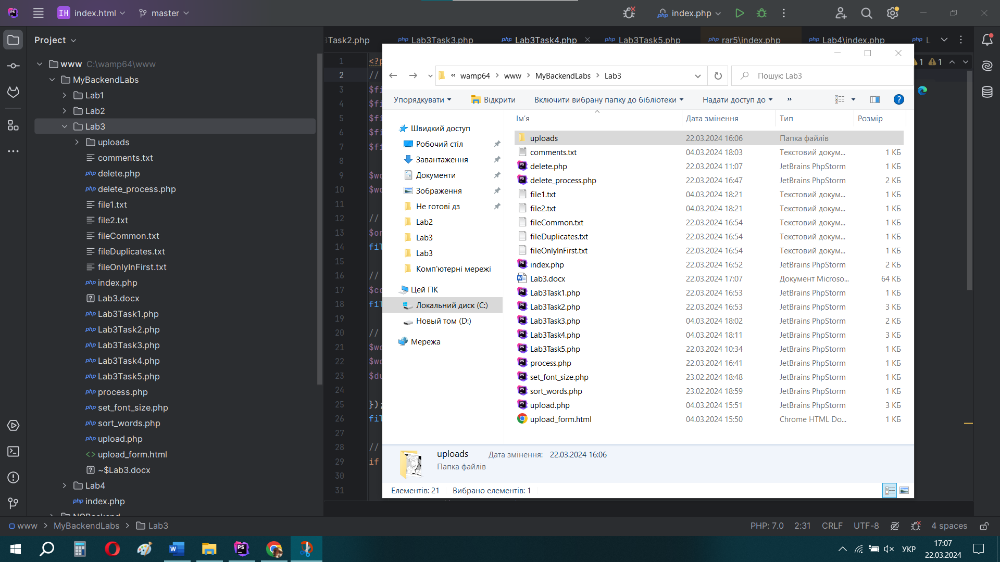 IH index.html
master
php index.php
Project
Task2.php
php Lab3Task3.php
php Lab3Task4.php
php Lab3Task5.php
php rar5\index.php
php Lab4\index.php
php L
www C:\wamp64\www
MyBackendLabs
Lab1
Lab2
Lab3
uploads
comments.txt
php delete.php
php delete_process.php
file1.txt
file2.txt
fileCommon.txt
fileDuplicates.txt
fileOnlyInFirst.txt
php index.php
Lab3.docx
php Lab3Task1.php
php Lab3Task2.php
php Lab3Task3.php
php Lab3Task4.php
php Lab3Task5.php
php process.php
php set_font_size.php
php sort_words.php
php upload.php
<> upload_form.html
~$Lab3.docx
Lab4
php index.php
1 <?p
2 //
3 $fi
4 $fi
5 $fi
6 $fi
7 $fi
8
9 $wo
10 $wo
11
12 //
13 $on
14 fil
15
16 //
17 $co
18 fil
19
20 //
21 $wo
22 $wo
23 $du
24
25 });
26 fil
27
28 //
29 if
30
31
1 1
« wamp64 > www > MyBackendLabs > Lab3
Пошук: Lab3
Упорядкувати
Відкрити
Включити вибрану папку до бібліотеки
Надати доступ до
»
Швидкий доступ
Робочий стіл
Завантаження
Документи
Зображення
Не готові дз
Lab2
Lab3
Lab3
Комп'ютерні мережі
Цей ПК
Локальний диск (C:)
Новый том (D:)
Мережа
Ім'я Дата змінення Тип Розмір
uploads 22.03.2024 16:06 Папка файлів
comments.txt 04.03.2024 18:03 Текстовий докум... 1 КБ
delete.php 22.03.2024 11:07 JetBrains PhpStorm 1 КБ
delete_process.php 22.03.2024 16:47 JetBrains PhpStorm 2 КБ
file1.txt 04.03.2024 18:21 Текстовий докум... 1 КБ
file2.txt 04.03.2024 18:21 Текстовий докум... 1 КБ
fileCommon.txt 22.03.2024 16:54 Текстовий докум... 1 КБ
fileDuplicates.txt 22.03.2024 16:54 Текстовий докум... 1 КБ
fileOnlyInFirst.txt 22.03.2024 16:54 Текстовий докум... 1 КБ
index.php 22.03.2024 16:52 JetBrains PhpStorm 2 КБ
Lab3.docx 22.03.2024 17:07 Документ Microso... 64 КБ
Lab3Task1.php 22.03.2024 16:53 JetBrains PhpStorm 1 КБ
Lab3Task2.php 22.03.2024 16:53 JetBrains PhpStorm 3 КБ
Lab3Task3.php 04.03.2024 18:02 JetBrains PhpStorm 2 КБ
Lab3Task4.php 04.03.2024 18:11 JetBrains PhpStorm 3 КБ
Lab3Task5.php 22.03.2024 10:34 JetBrains PhpStorm 1 КБ
process.php 22.03.2024 16:41 JetBrains PhpStorm 1 КБ
set_font_size.php 23.02.2024 18:48 JetBrains PhpStorm 1 КБ
sort_words.php 23.02.2024 18:59 JetBrains PhpStorm 1 КБ
upload.php 04.03.2024 15:51 JetBrains PhpStorm 3 КБ
upload_form.html 04.03.2024 15:50 Chrome HTML Do... 1 КБ
uploads Дата змінення: 22.03.2024 16:06
Папка файлів
Елементів: 21 Вибрано елементів: 1
www > MyBackendLabs > Lab3
PHP: 7.0 2:31 CRLF UTF-8 4 spaces
УКР
17:07
22.03.2024